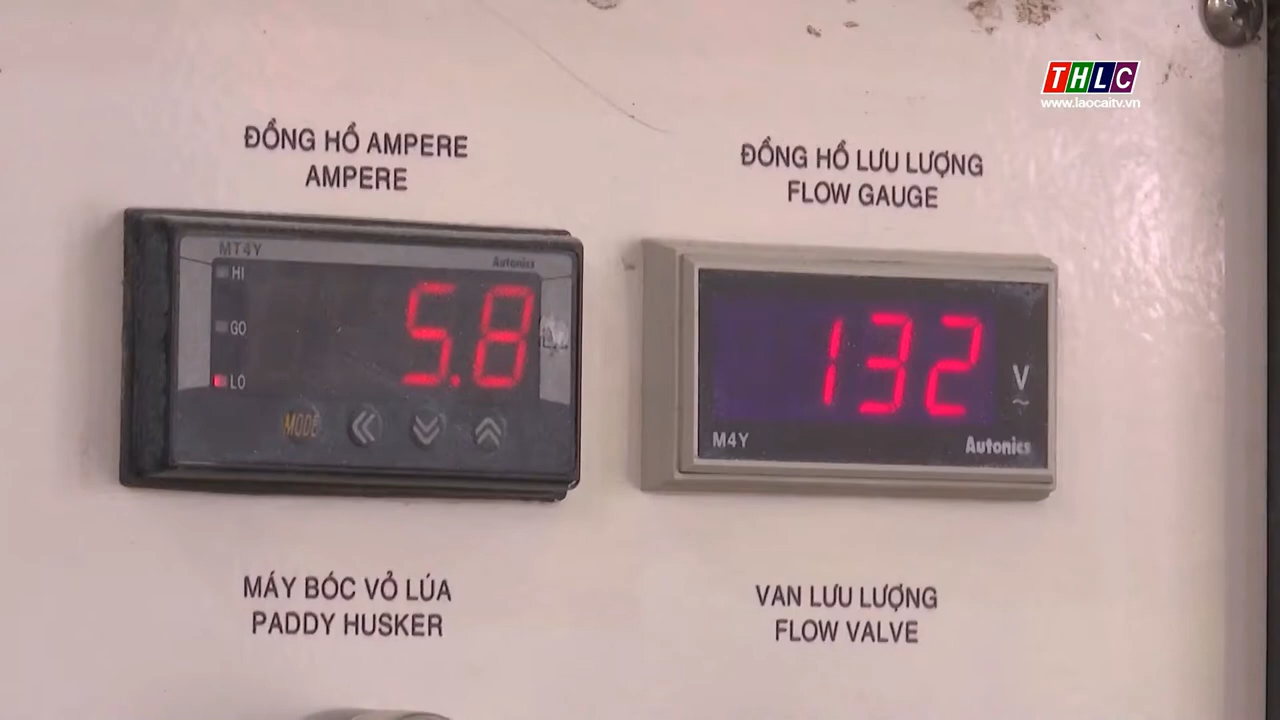 THLC
www.laocaitv.vn
ĐỒNG HỒ AMPERE
AMPERE
ĐỒNG HỒ LƯU LƯỢNG
FLOW GAUGE
MT4Y
Autonics
HI
GO
LO
5.8
MODE
132
V
~
M4Y
Autonics
MÁY BÓC VỎ LÚA
PADDY HUSKER
VAN LƯU LƯỢNG
FLOW VALVE